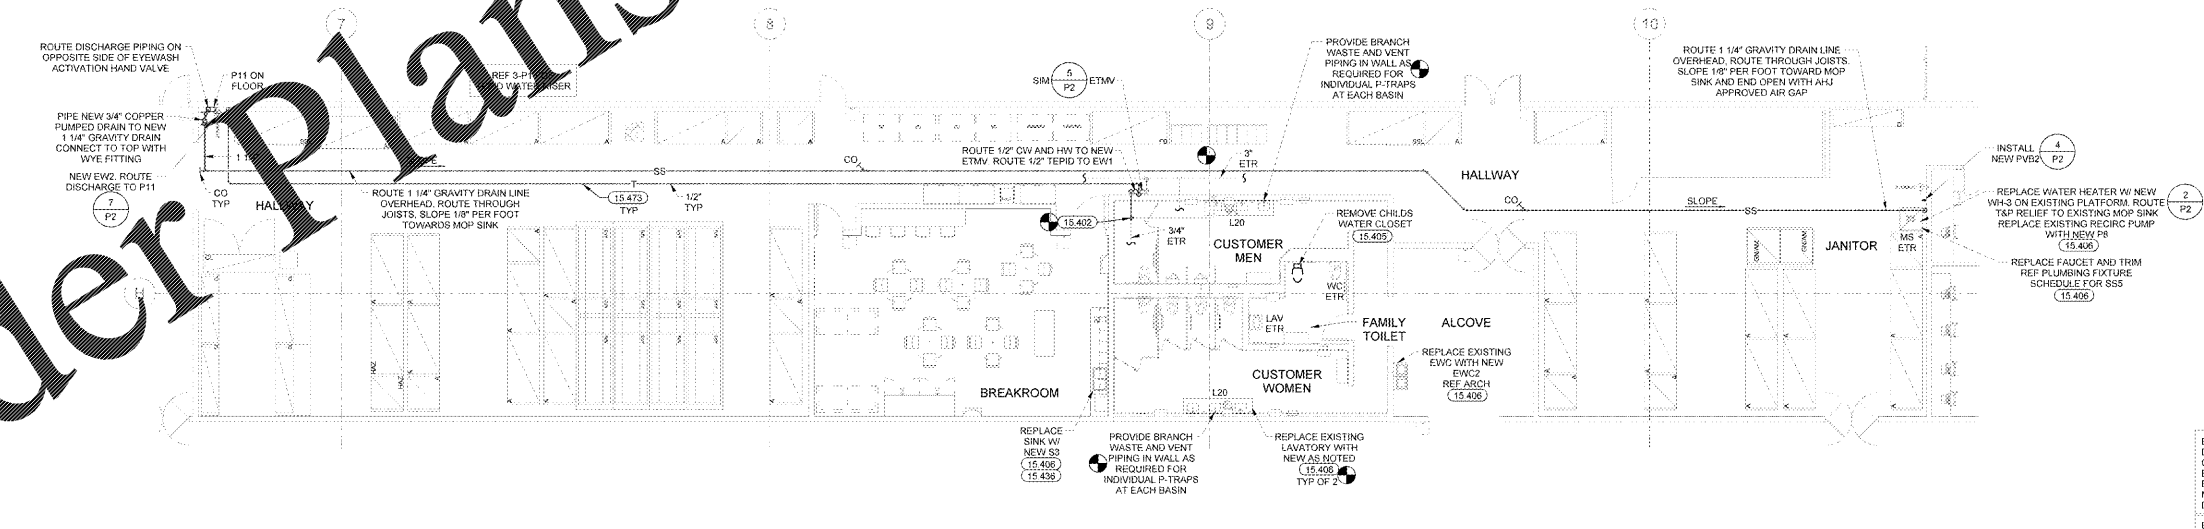 7
8
9
10
der Plans
ROUTE DISCHARGE PIPING ON
OPPOSITE SIDE OF EYEWASH
ACTIVATION HAND VALVE
P11 ON
FLOOR
PIPE NEW 3/4" COPPER
PUMPED DRAIN TO NEW
1 1/4" GRAVITY DRAIN
CONNECT TO TOP WITH
WYE FITTING
NEW EW2. ROUTE
DISCHARGE TO P11
7
P2
CO
TYP
HALLWAY
ROUTE 1 1/4" GRAVITY DRAIN LINE
OVERHEAD, ROUTE THROUGH
JOISTS, SLOPE 1/8" PER FOOT
TOWARDS MOP SINK
SS
T
15.473
TYP
1/2"
TYP
CO
SIM
5
P2
ETMV
ROUTE 1/2" CW AND HW TO NEW
ETMV. ROUTE 1/2" TEPID TO EW1
PROVIDE BRANCH
WASTE AND VENT
PIPING IN WALL AS
REQUIRED FOR
INDIVIDUAL P-TRAPS
AT EACH BASIN
3"
ETR
15.402
3/4"
ETR
L20
CUSTOMER
MEN
REMOVE CHILDS
WATER CLOSET
15.405
WC
ETR
LAV
ETR
FAMILY
TOILET
ALCOVE
REPLACE EXISTING
EWC WITH NEW
EWC2
REF ARCH
15.406
CUSTOMER
WOMEN
L20
BREAKROOM
REPLACE
SINK W/
NEW S3
15.406
15.436
PROVIDE BRANCH
WASTE AND VENT
PIPING IN WALL AS
REQUIRED FOR
INDIVIDUAL P-TRAPS
AT EACH BASIN
REPLACE EXISTING
LAVATORY WITH
NEW AS NOTED
15.406
TYP OF 2
ROUTE 1 1/4" GRAVITY DRAIN LINE
OVERHEAD, ROUTE THROUGH JOISTS.
SLOPE 1/8" PER FOOT TOWARD MOP
SINK AND END OPEN WITH AHJ
APPROVED AIR GAP
HALLWAY
CO
SLOPE
SS
JANITOR
MS
ETR
INSTALL
NEW PVB2
4
P2
REPLACE WATER HEATER W/ NEW
WH-3 ON EXISTING PLATFORM. ROUTE
T&P RELIEF TO EXISTING MOP SINK
REPLACE EXISTING RECIRC PUMP
WITH NEW P8
15.406
2
P2
REPLACE FAUCET AND TRIM
REF PLUMBING FIXTURE
SCHEDULE FOR SS5
15.406